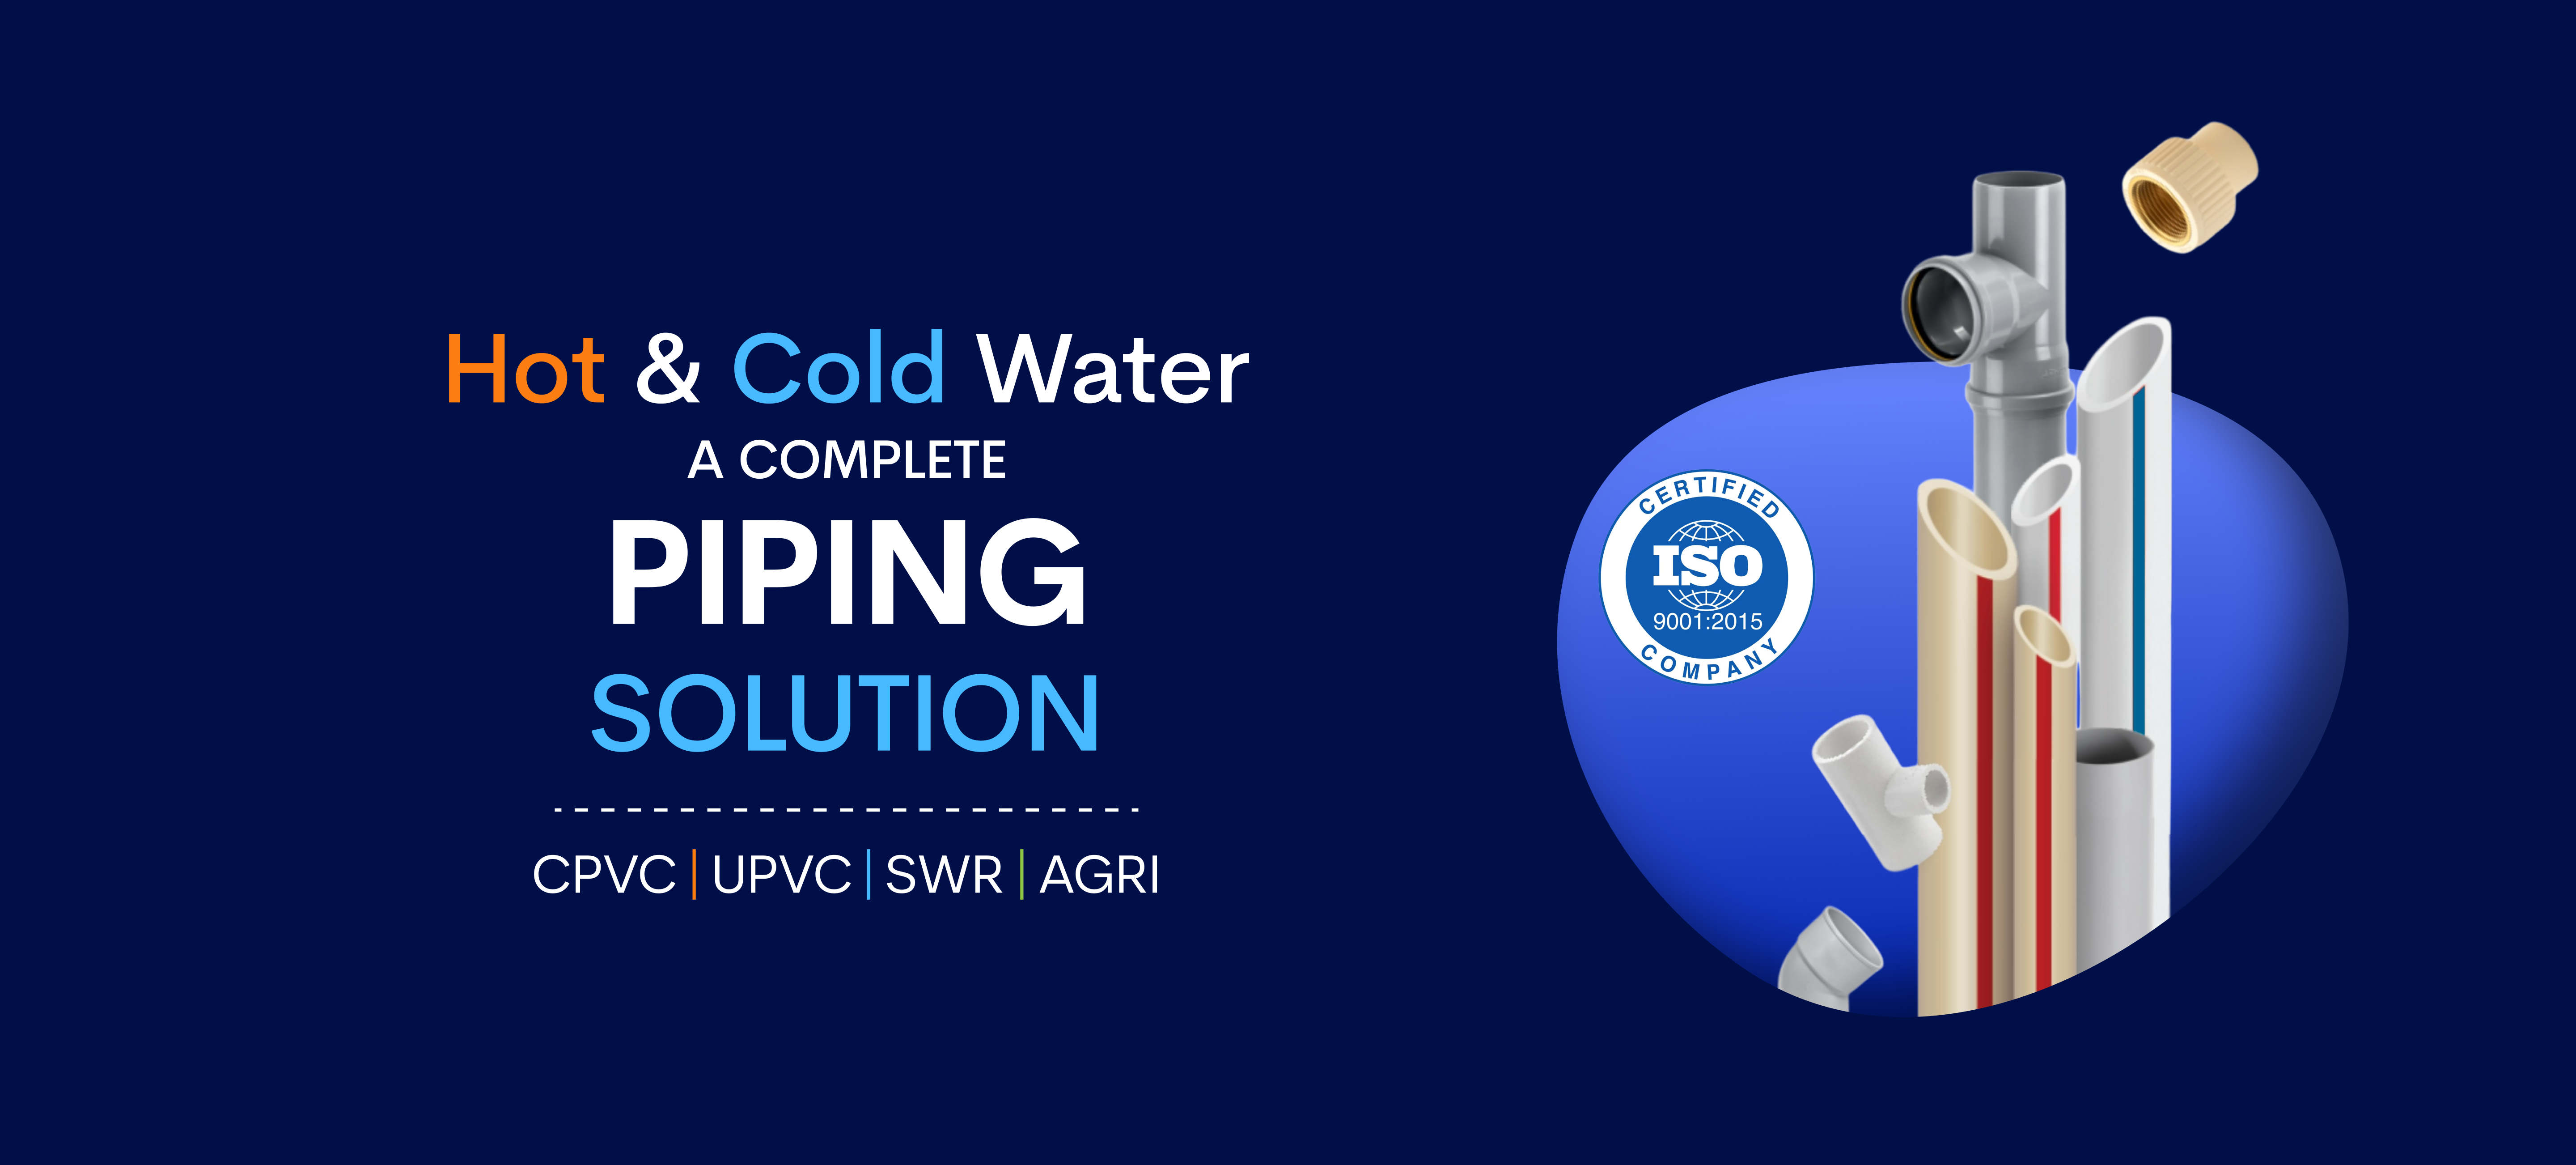 Hot & Cold Water
A COMPLETE
PIPING
SOLUTION
CPVC | UPVC | SWR | AGRI
CERTIFIED
ISO
9001:2015
COMPANY